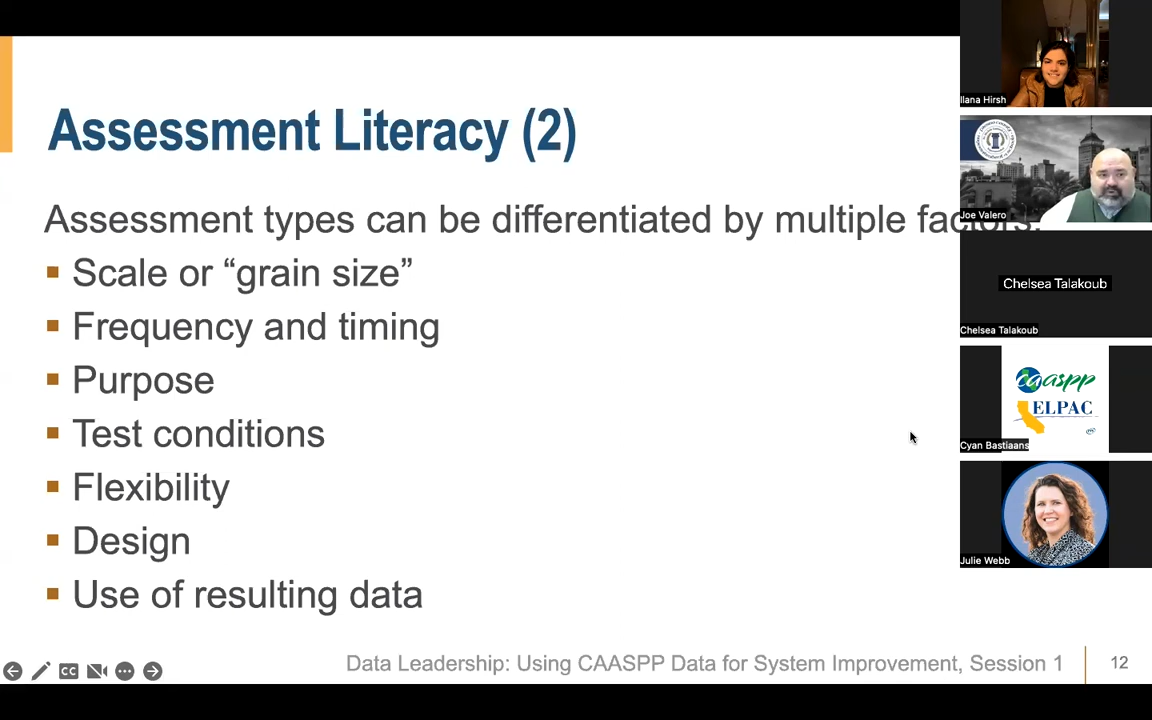 Assessment Literacy (2)
Assessment types can be differentiated by multiple factors:
Scale or “grain size”
Frequency and timing
Purpose
Test conditions
Flexibility
Design
Use of resulting data
Data Leadership: Using CAASPP Data for System Improvement, Session 1
12
CC
Ilana Hirsh
Joe Valero
Chelsea Talakoub
Chelsea Talakoub
caaspp
ELPAC
Cyan Bastiaans
Julie Webb